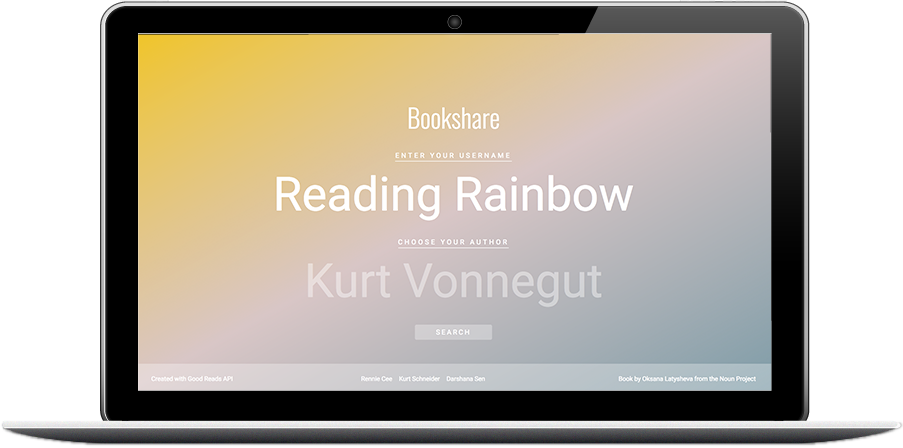 Bookshare
ENTER YOUR USERNAME
Reading Rainbow
CHOOSE YOUR AUTHOR
Kurt Vonnegut
SEARCH
Created with Good Reads API Rennie Cee Kurt Schneider Darshana Sen Book by Oksana Latysheva from the Noun Project